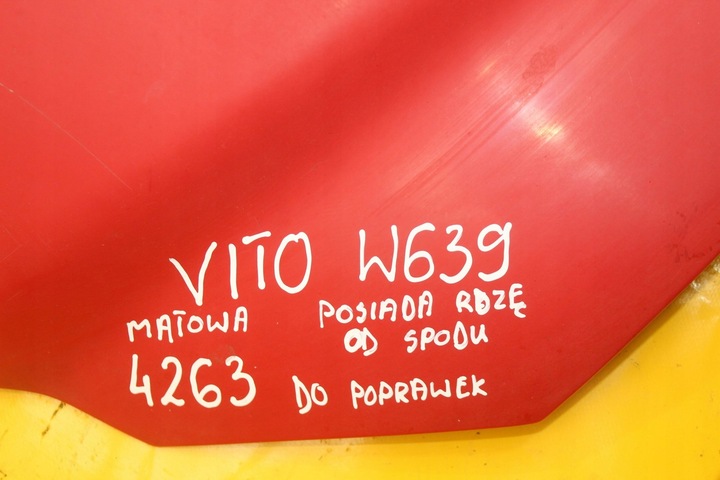 VITO W639
MATOWA POSIADA RDZĘ
OD SPODU
4263 DO POPRAWEK